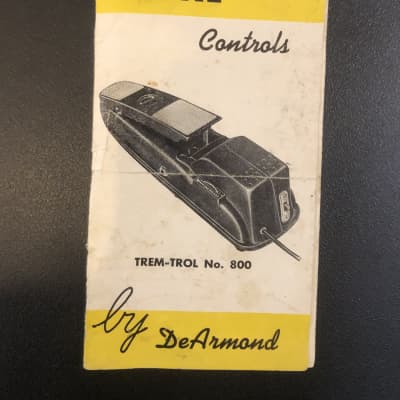 Controls
TREM-TROL No. 800
by
DeArmond